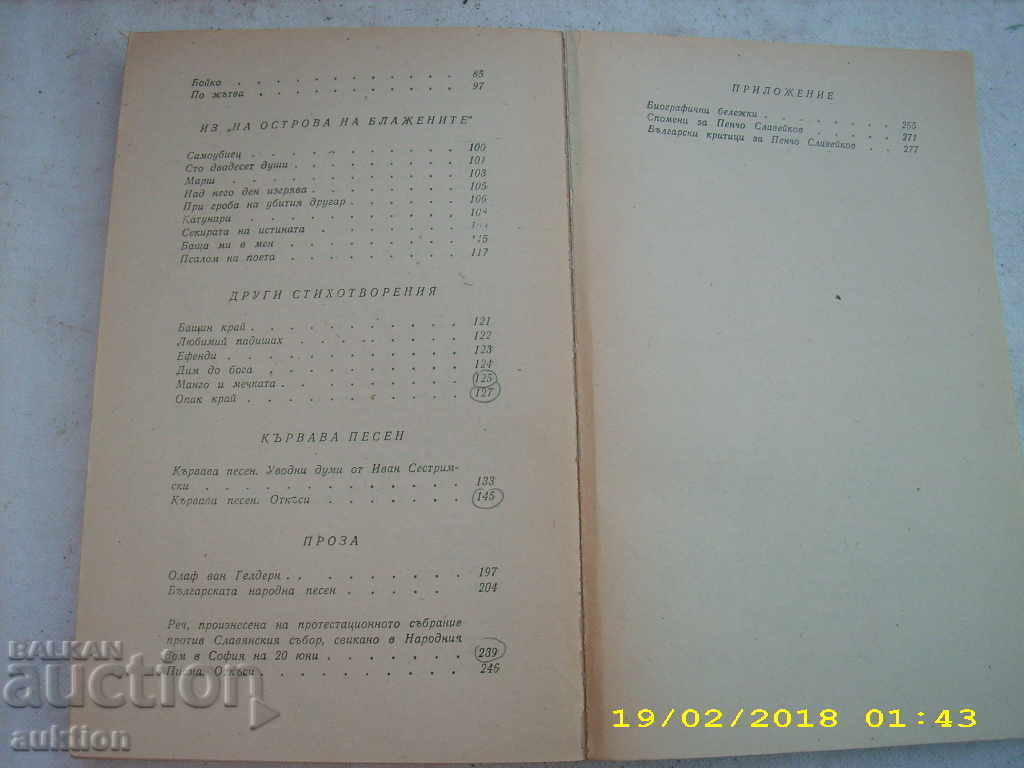 Бойко . . . . . . . . . . . 85
По жътва . . . . . . . . . . 97
ИЗ „НА ОСТРОВА НА БЛАЖЕНИТЕ“
Самоубиец . . . . . . . . . . 100
Сто двадесет души . . . . . . . . 101
Марш . . . . . . . . . . . 103
Над него ден изгрява . . . . . . . 105
При гроба на убития другар . . . . . 106
Катунари . . . . . . . . . . 108
Секирата на истината . . . . . . .
Баща ми в мен . . . . . . . . . 115
Псалом на поета . . . . . . . . . 117
ДРУГИ СТИХОТВОРЕНИЯ
Бащин край . . . . . . . . . . 121
Любимий падишах . . . . . . . . 122
Ефенди . . . . . . . . . . . 123
Дим до бога . . . . . . . . . . 124
Манго и мечката . . . . . . . . . 125
Опак край . . . . . . . . . . 127
КЪРВАВА ПЕСЕН
Кървава песен. Уводни думи от Иван Сестрим-
ски . . . . . . . . . . . . 133
Кървава песен. Откъси . . . . . . . 145
ПРОЗА
Олаф ван Гелдерн . . . . . . . . 197
Българската народна песен . . . . . 204
Реч, произнесена на протестационното събрание
против Славянския събор, свикано в Народния
дом в София на 20 юни . . . . . . . 239
Писма. Откъси . . . . . . . . . . 246
ПРИЛОЖЕНИЕ
Биографични бележки . . . . . . . . 255
Спомени за Пенчо Славейков . . . . . 271
Български критици за Пенчо Славейков . . 277
BALKAN
auction
auktion
19/02/2018 01:43